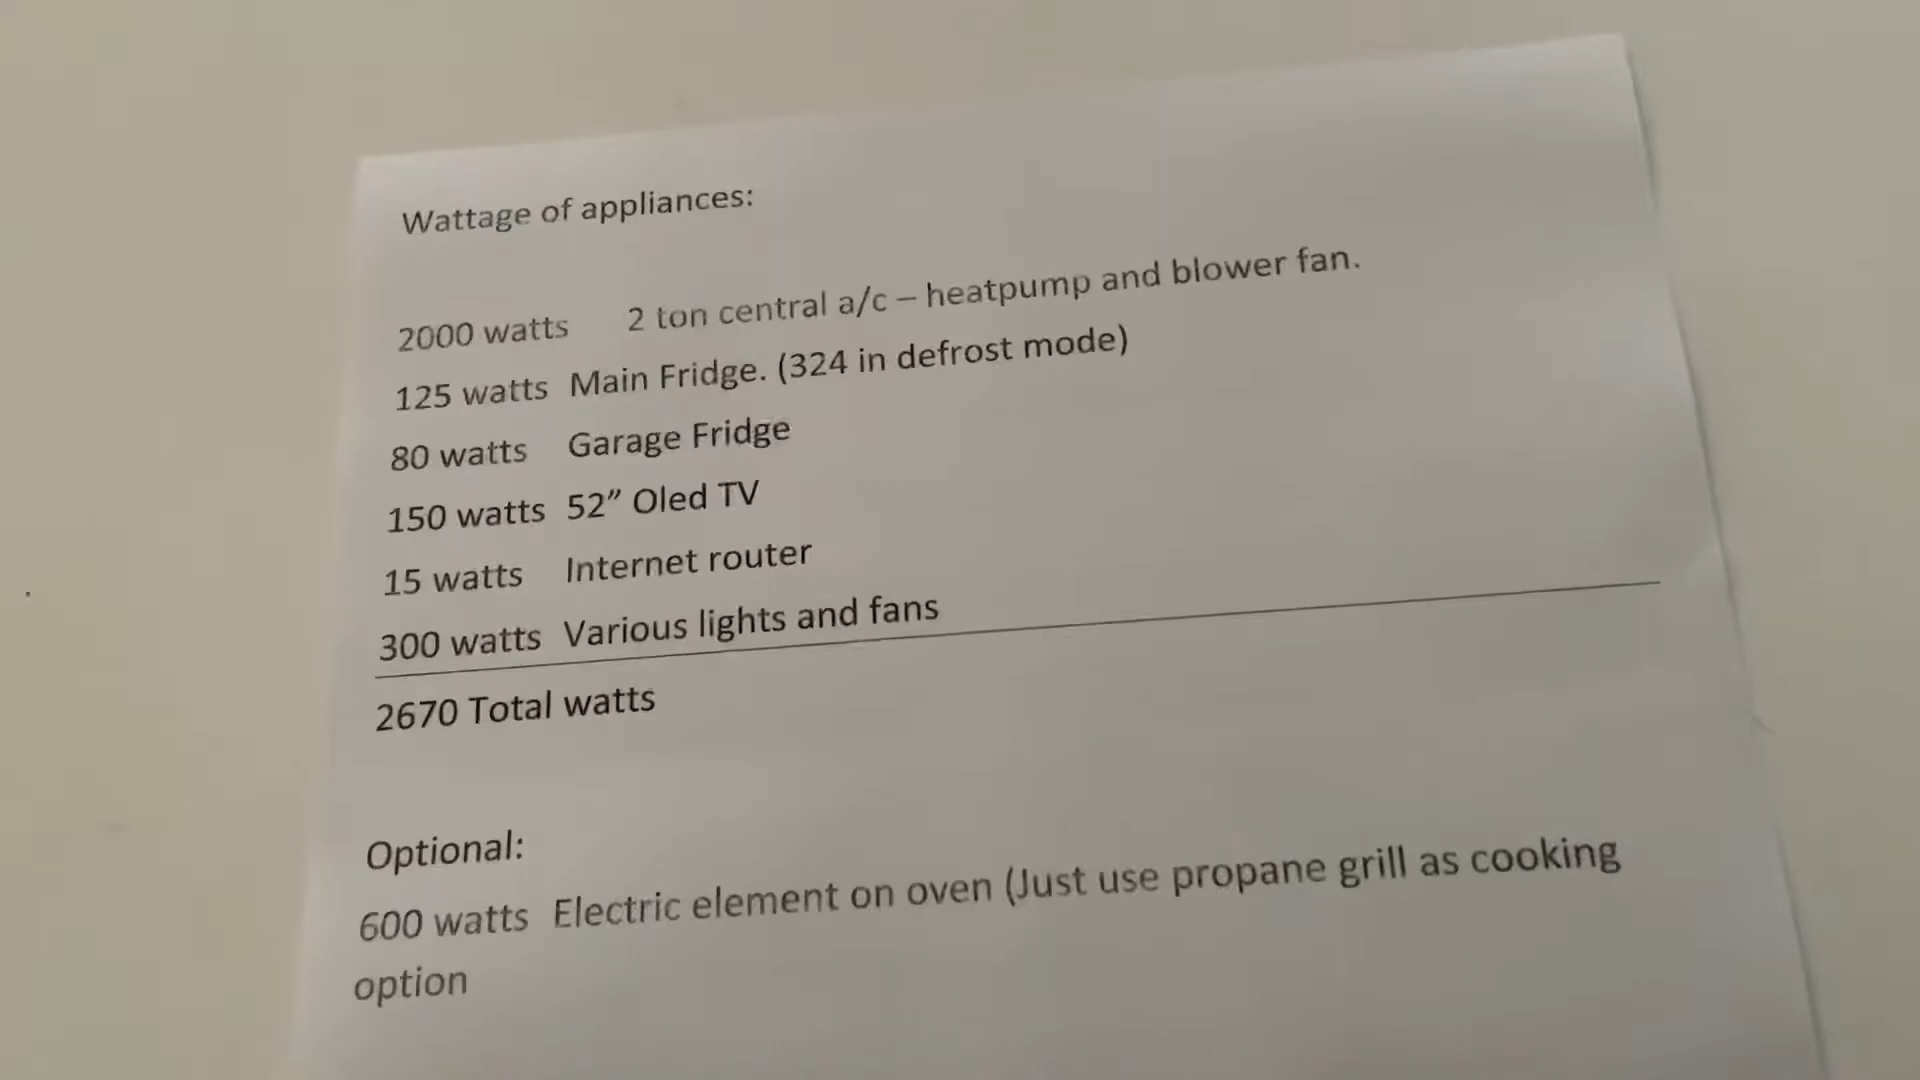 Wattage of appliances:
2000 watts 2 ton central a/c – heatpump and blower fan.
125 watts Main Fridge. (324 in defrost mode)
80 watts Garage Fridge
150 watts 52” Oled TV
15 watts Internet router
300 watts Various lights and fans
2670 Total watts
Optional:
600 watts Electric element on oven (Just use propane grill as cooking
option